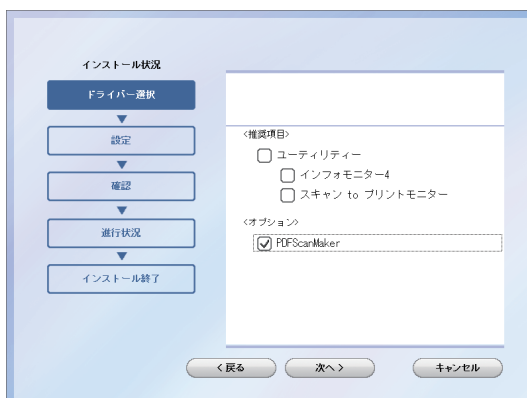 インストール状況
ドライバー選択
設定
確認
進行状況
インストール終了
<推奨項目>
ユーティリティー
インフォモニター4
スキャン to プリントモニター
<オプション>
PDFScanMaker
< 戻る
次へ >
キャンセル